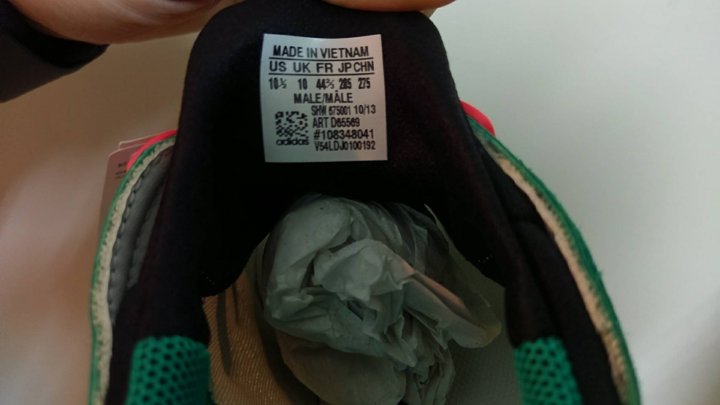 MADE IN VIETNAM
US UK FR JP CHN
10½ 10 44⅔ 285 275
MALE/MÂLE
SHW 675001 10/13
ART D65569
#108348041
adidas
V54LDJ0100192